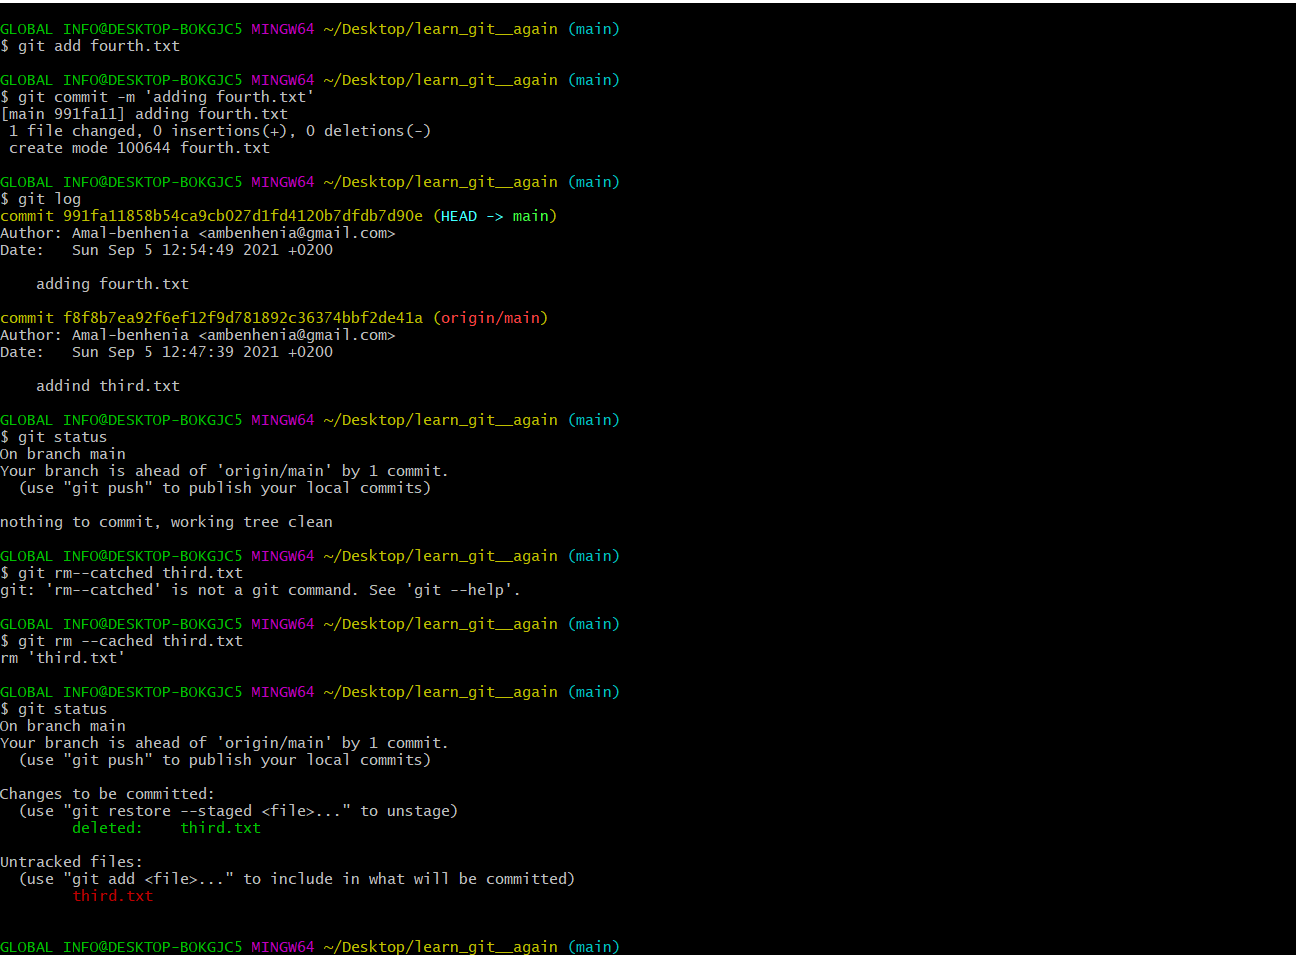 GLOBAL INFO@DESKTOP-BOKGJC5 MINGW64 ~/Desktop/learn_git__again (main)
$ git add fourth.txt
GLOBAL INFO@DESKTOP-BOKGJC5 MINGW64 ~/Desktop/learn_git__again (main)
$ git commit -m 'adding fourth.txt'
[main 991fa11] adding fourth.txt
 1 file changed, 0 insertions(+), 0 deletions(-)
 create mode 100644 fourth.txt
GLOBAL INFO@DESKTOP-BOKGJC5 MINGW64 ~/Desktop/learn_git__again (main)
$ git log
commit 991fa11858b54ca9cb027d1fd4120b7dfdb7d90e (HEAD -> main)
Author: Amal-benhenia <ambenhenia@gmail.com>
Date:   Sun Sep 5 12:54:49 2021 +0200
    adding fourth.txt
commit f8f8b7ea92f6ef12f9d781892c36374bbf2de41a (origin/main)
Author: Amal-benhenia <ambenhenia@gmail.com>
Date:   Sun Sep 5 12:47:39 2021 +0200
    addind third.txt
GLOBAL INFO@DESKTOP-BOKGJC5 MINGW64 ~/Desktop/learn_git__again (main)
$ git status
On branch main
Your branch is ahead of 'origin/main' by 1 commit.
  (use "git push" to publish your local commits)
nothing to commit, working tree clean
GLOBAL INFO@DESKTOP-BOKGJC5 MINGW64 ~/Desktop/learn_git__again (main)
$ git rm--catched third.txt
git: 'rm--catched' is not a git command. See 'git --help'.
GLOBAL INFO@DESKTOP-BOKGJC5 MINGW64 ~/Desktop/learn_git__again (main)
$ git rm --cached third.txt
rm 'third.txt'
GLOBAL INFO@DESKTOP-BOKGJC5 MINGW64 ~/Desktop/learn_git__again (main)
$ git status
On branch main
Your branch is ahead of 'origin/main' by 1 commit.
  (use "git push" to publish your local commits)
Changes to be committed:
  (use "git restore --staged <file>..." to unstage)
        deleted:    third.txt
Untracked files:
  (use "git add <file>..." to include in what will be committed)
        third.txt
GLOBAL INFO@DESKTOP-BOKGJC5 MINGW64 ~/Desktop/learn_git__again (main)